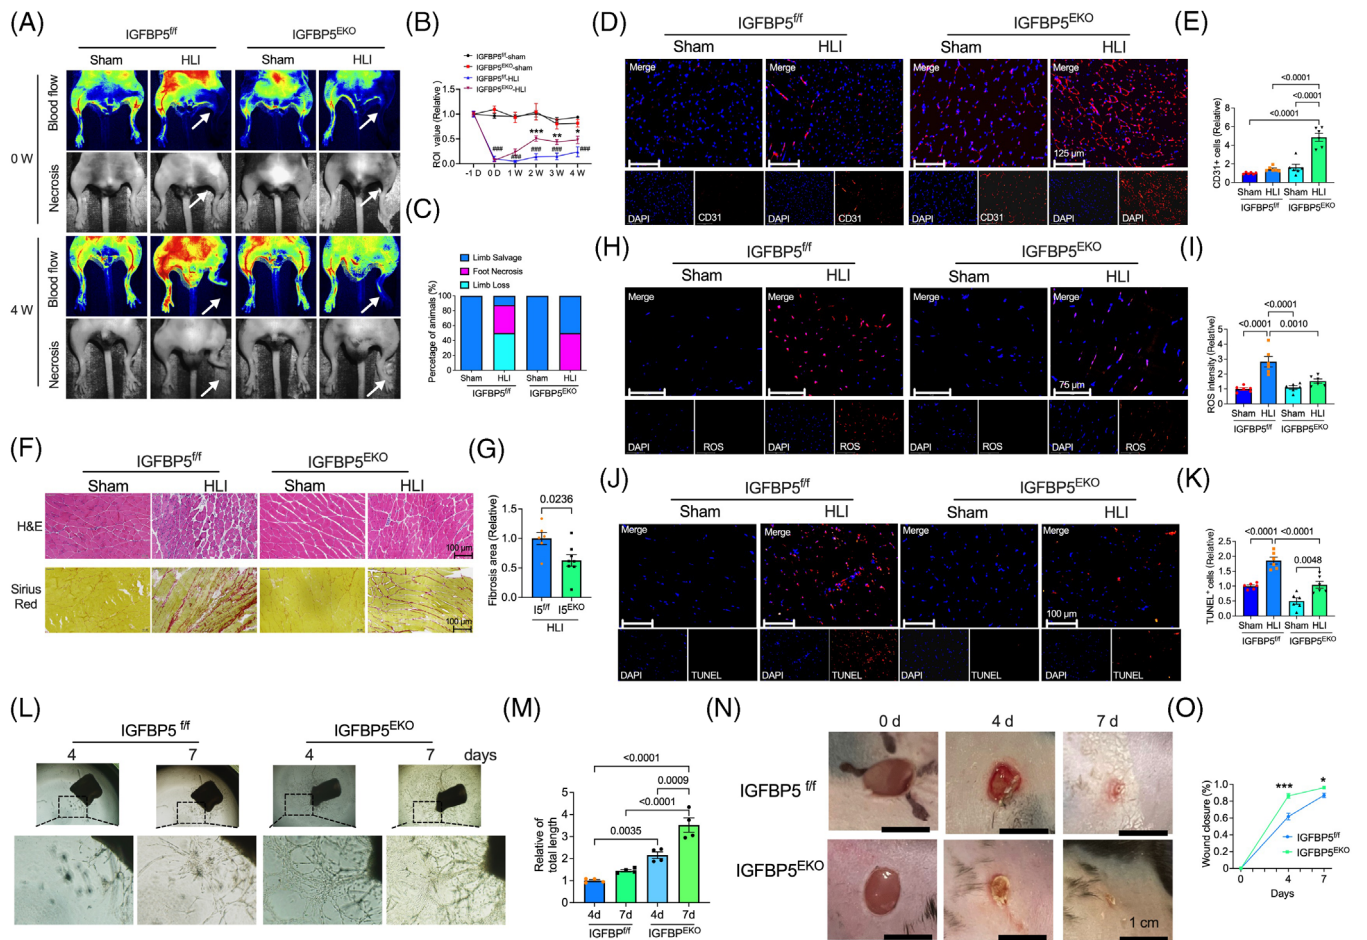 (A)
IGFBP5f/f
IGFBP5EKO
Sham
HLI
Sham
HLI
0 W
Blood flow
Necrosis
4 W
Blood flow
Necrosis
(B)
IGFBP5f/f-sham
IGFBP5EKO-sham
IGFBP5f/f-HLI
IGFBP5EKO-HLI
ROI value (Relative)
1.5
1.0
0.5
0.0
***
**
*
###
###
###
###
###
-1 D
0 D
1 W
2 W
3 W
4 W
(C)
Limb Salvage
Foot Necrosis
Limb Loss
Percetage of animals (%)
100
80
60
40
20
0
Sham
HLI
Sham
HLI
IGFBP5f/f
IGFBP5EKO
(D)
IGFBP5f/f
IGFBP5EKO
Sham
HLI
Sham
HLI
Merge
Merge
Merge
Merge
125 μm
DAPI
CD31
DAPI
CD31
DAPI
CD31
DAPI
DAPI
(E)
<0.0001
<0.0001
<0.0001
CD31+ cells (Relative)
8
6
4
2
0
Sham HLI Sham HLI
IGFBP5f/f
IGFBP5EKO
(F)
IGFBP5f/f
IGFBP5EKO
Sham
HLI
Sham
HLI
H&E
100 μm
Sirius
Red
100 μm
(G)
0.0236
Fibrosis area (Relative)
1.5
1.0
0.5
0.0
I5f/f
I5EKO
HLI
(H)
IGFBP5f/f
IGFBP5EKO
Sham
HLI
Sham
HLI
Merge
Merge
Merge
Merge
75 μm
DAPI
ROS
DAPI
ROS
DAPI
ROS
DAPI
ROS
(I)
<0.0001
<0.0001
0.0010
ROS intensity (Relative)
5
4
3
2
1
0
Sham HLI Sham HLI
IGFBP5f/f
IGFBP5EKO
(J)
IGFBP5f/f
IGFBP5EKO
Sham
HLI
Sham
HLI
Merge
Merge
Merge
Merge
100 μm
DAPI
TUNEL
DAPI
TUNEL
DAPI
TUNEL
DAPI
TUNEL
(K)
<0.0001
<0.0001
0.0048
TUNEL+ cells (Relative)
2.5
2.0
1.5
1.0
0.5
0.0
Sham HLI Sham HLI
IGFBP5f/f
IGFBP5EKO
(L)
IGFBP5 f/f
IGFBP5EKO
4
7
4
7
days
(M)
<0.0001
0.0009
<0.0001
0.0035
Relative of
total length
5
4
3
2
1
0
4d
7d
4d
7d
IGFBPf/f
IGFBPEKO
(N)
0 d
4 d
7 d
IGFBP5 f/f
IGFBP5EKO
1 cm
(O)
Wound closure (%)
1.0
0.8
0.6
0.4
0.2
0
***
*
IGFBP5f/f
IGFBP5EKO
0
4
7
Days